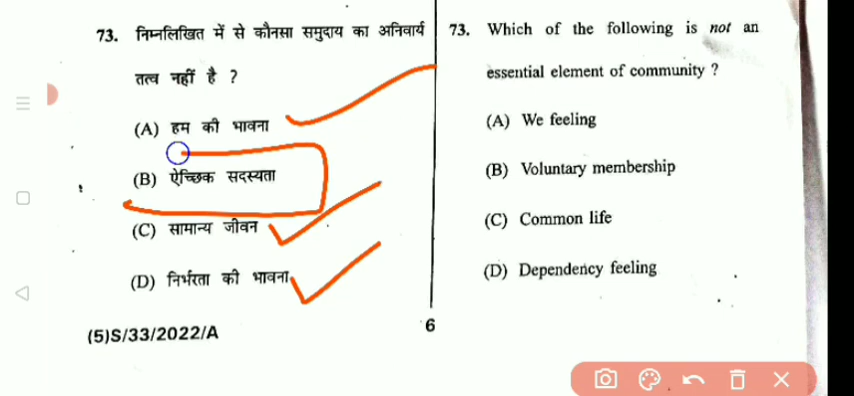 73. निम्नलिखित में से कौनसा समुदाय का अनिवार्य
तत्व नहीं है ?
(A) हम की भावना
(B) ऐच्छिक सदस्यता
(C) सामान्य जीवन
(D) निर्भरता की भावना
(5)S/33/2022/A
6
73. Which of the following is not an
essential element of community ?
(A) We feeling
(B) Voluntary membership
(C) Common life
(D) Dependency feeling